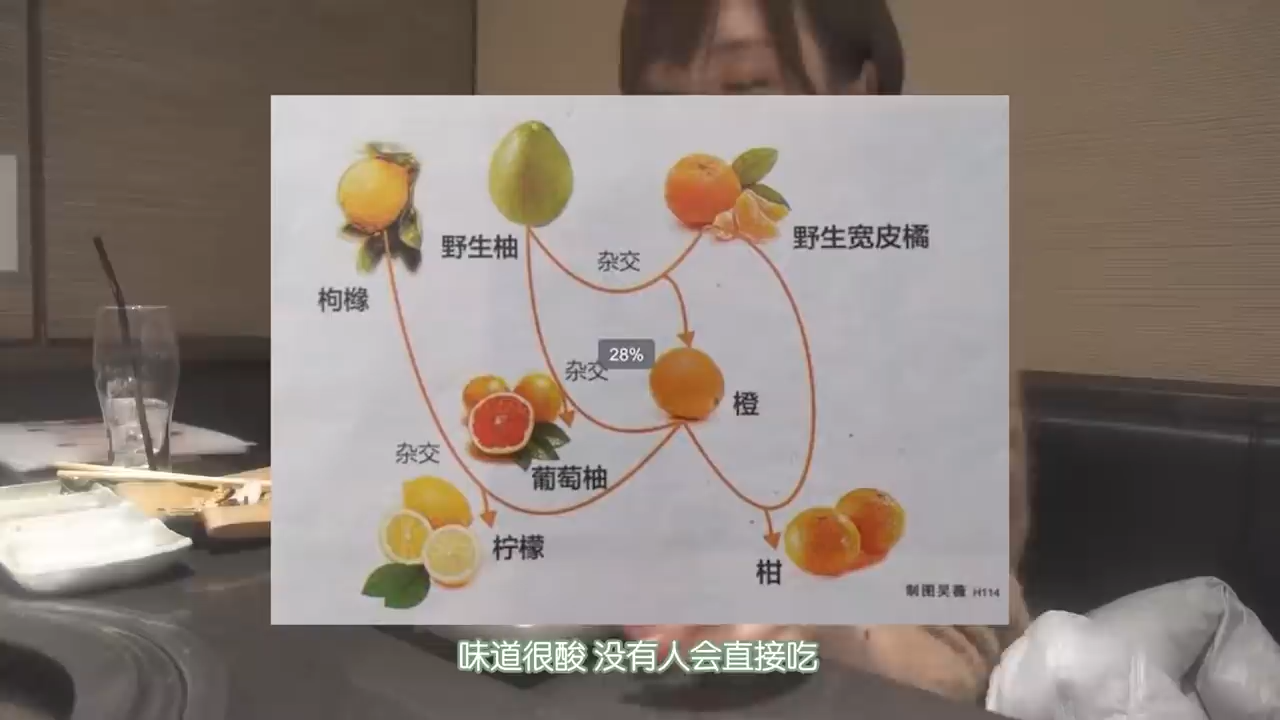 野生柚
杂交
野生宽皮橘
枸橼
28%
杂交
橙
杂交
葡萄柚
柠檬
柑
制图吴薇 H114
味道很酸 没有人会直接吃